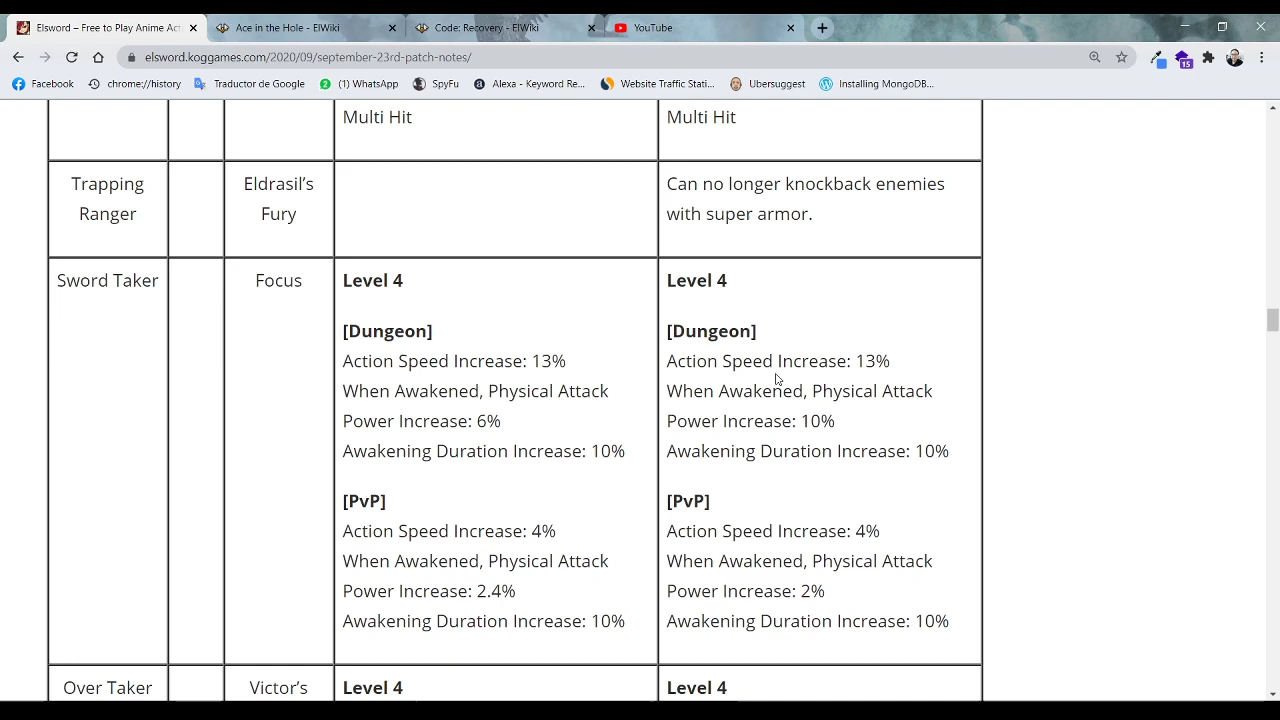 Elsword – Free to Play Anime Act
Ace in the Hole - ElWiki
Code: Recovery - ElWiki
YouTube
elsword.koggames.com/2020/09/september-23rd-patch-notes/
15
Facebook
chrome://history
Traductor de Google
2
(1) WhatsApp
SpyFu
Alexa - Keyword Re...
Website Traffic Stati...
Ubersuggest
Installing MongoDB...
Multi Hit
Multi Hit
Trapping
Ranger
Eldrasil’s
Fury
Can no longer knockback enemies
with super armor.
Sword Taker
Focus
Level 4
[Dungeon]
Action Speed Increase: 13%
When Awakened, Physical Attack
Power Increase: 6%
Awakening Duration Increase: 10%
[PvP]
Action Speed Increase: 4%
When Awakened, Physical Attack
Power Increase: 2.4%
Awakening Duration Increase: 10%
Level 4
[Dungeon]
Action Speed Increase: 13%
When Awakened, Physical Attack
Power Increase: 10%
Awakening Duration Increase: 10%
[PvP]
Action Speed Increase: 4%
When Awakened, Physical Attack
Power Increase: 2%
Awakening Duration Increase: 10%
Over Taker
Victor’s
Level 4
Level 4